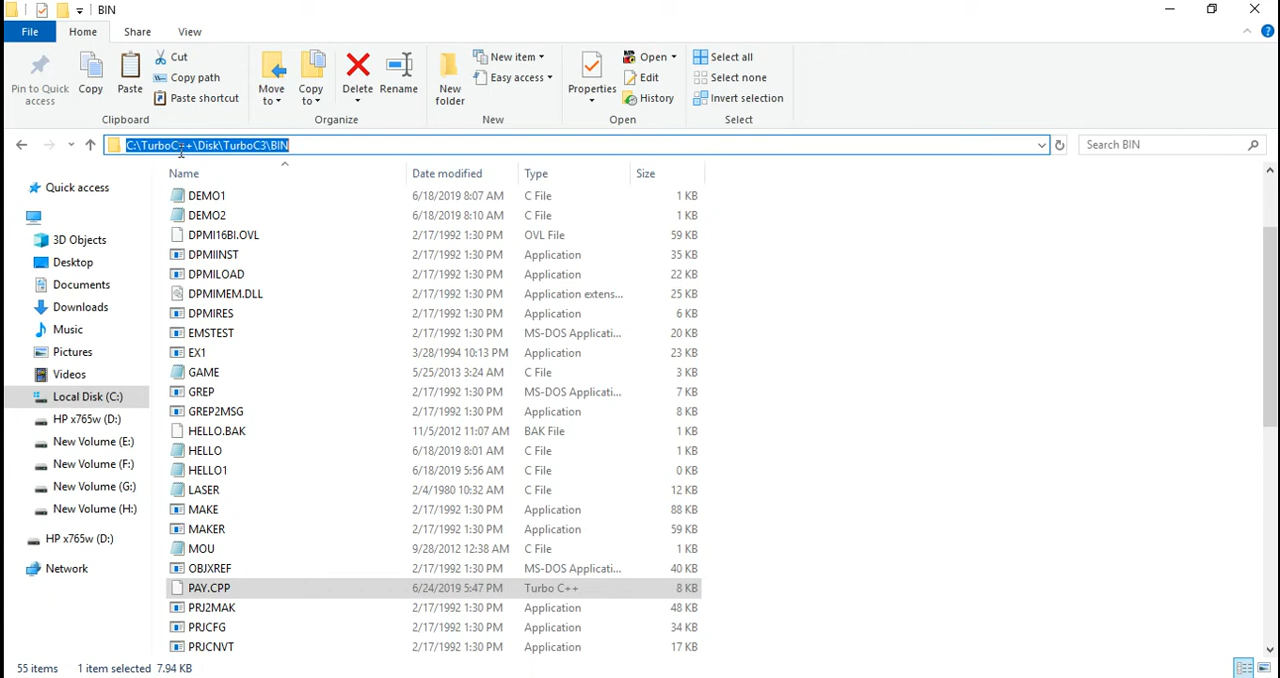 BIN
File Home Share View
Pin to Quick access
Copy
Paste
Cut
Copy path
Paste shortcut
Clipboard
Move to
Copy to
Delete
Rename
Organize
New folder
New item
Easy access
New
Properties
Open
Edit
History
Open
Select all
Select none
Invert selection
Select
C:\TurboC++\Disk\TurboC3\BIN
Search BIN
Quick access
3D Objects
Desktop
Documents
Downloads
Music
Pictures
Videos
Local Disk (C:)
HP x765w (D:)
New Volume (E:)
New Volume (F:)
New Volume (G:)
New Volume (H:)
HP x765w (D:)
Network
Name Date modified Type Size
DEMO1 6/18/2019 8:07 AM C File 1 KB
DEMO2 6/18/2019 8:10 AM C File 1 KB
DPMI16BI.OVL 2/17/1992 1:30 PM OVL File 59 KB
DPMIINST 2/17/1992 1:30 PM Application 35 KB
DPMILOAD 2/17/1992 1:30 PM Application 22 KB
DPMIMEM.DLL 2/17/1992 1:30 PM Application extens... 25 KB
DPMIRES 2/17/1992 1:30 PM Application 6 KB
EMSTEST 2/17/1992 1:30 PM MS-DOS Applicati... 20 KB
EX1 3/28/1994 10:13 PM Application 23 KB
GAME 5/25/2013 3:24 AM C File 3 KB
GREP 2/17/1992 1:30 PM MS-DOS Applicati... 7 KB
GREP2MSG 2/17/1992 1:30 PM Application 8 KB
HELLO.BAK 11/5/2012 11:07 AM BAK File 1 KB
HELLO 6/18/2019 8:01 AM C File 1 KB
HELLO1 6/18/2019 5:56 AM C File 0 KB
LASER 2/4/1980 10:32 AM C File 12 KB
MAKE 2/17/1992 1:30 PM Application 88 KB
MAKER 2/17/1992 1:30 PM Application 59 KB
MOU 9/28/2012 12:38 AM C File 1 KB
OBJXREF 2/17/1992 1:30 PM MS-DOS Applicati... 40 KB
PAY.CPP 6/24/2019 5:47 PM Turbo C++ 8 KB
PRJ2MAK 2/17/1992 1:30 PM Application 48 KB
PRJCFG 2/17/1992 1:30 PM Application 34 KB
PRJCNVT 2/17/1992 1:30 PM Application 17 KB
55 items 1 item selected 7.94 KB